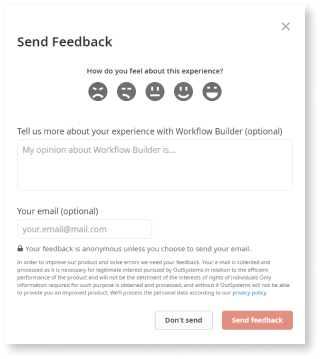 Send Feedback
How do you feel about this experience?
Tell us more about your experience with Workflow Builder (optional)
My opinion about Workflow Builder is...
Your email (optional)
your.email@mail.com
Your feedback is anonymous unless you choose to send your email.
In order to improve our product and solve errors we need your feedback. Your e-mail is collected and
processed as it is necessary for legitimate interest pursued by OutSystems in relation to the efficient
performance of the product and will not be the detriment of the interests of rights of individuals Only
information required for such purpose is obtained and processed, and without it OutSystems will not be able
to provide you an improved product. We'll process the personal data according to our privacy policy.
Don't send
Send feedback